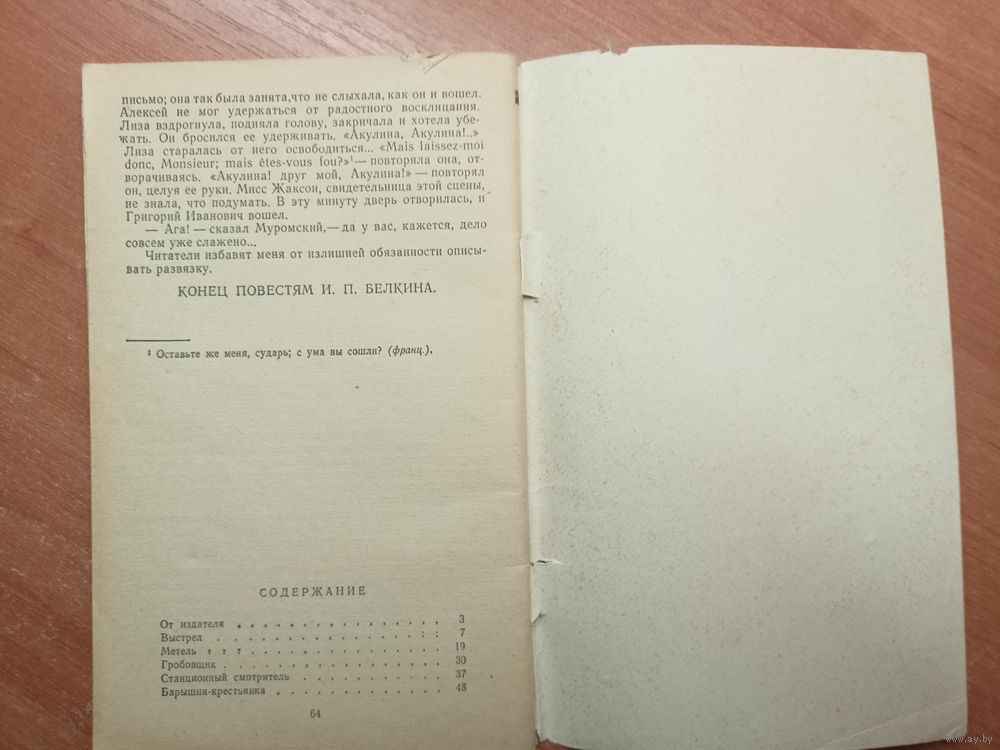 письмо; она так была занята,что не слыхала, как он и вошел.
Алексей не мог удержаться от радостного восклицания.
Лиза вздрогнула, подняла голову, закричала и хотела убе-
жать. Он бросился ее удерживать. «Акулина, Акулина!..»
Лиза старалась от него освободиться... «Mais laissez-moi
donc, Monsieur; mais êtes-vous fou?»¹— повторяла она, от-
ворачиваясь. «Акулина! друг мой, Акулина!» — повторял
он, целуя ее руки. Мисс Жаксон, свидетельница этой сцены,
не знала, что подумать. В эту минуту дверь отворилась, и
Григорий Иванович вошел.
— Ага! — сказал Муромский,— да у вас, кажется, дело
совсем уже слажено...
Читатели избавят меня от излишней обязанности описы-
вать развязку.
КОНЕЦ ПОВЕСТЯМ И. П. БЕЛКИНА.
¹ Оставьте же меня, сударь; с ума вы сошли? (франц.).
СОДЕРЖАНИЕ
От издателя . . . . . . . . . . . . . . . 3
Выстрел . . . . . . . . . . . . . . . . 7
Метель . . . . . . . . . . . . . . . . 19
Гробовщик . . . . . . . . . . . . . . . 30
Станционный смотритель . . . . . . . . . . 37
Барышня-крестьянка . . . . . . . . . . . . 48
64
www.ay.by